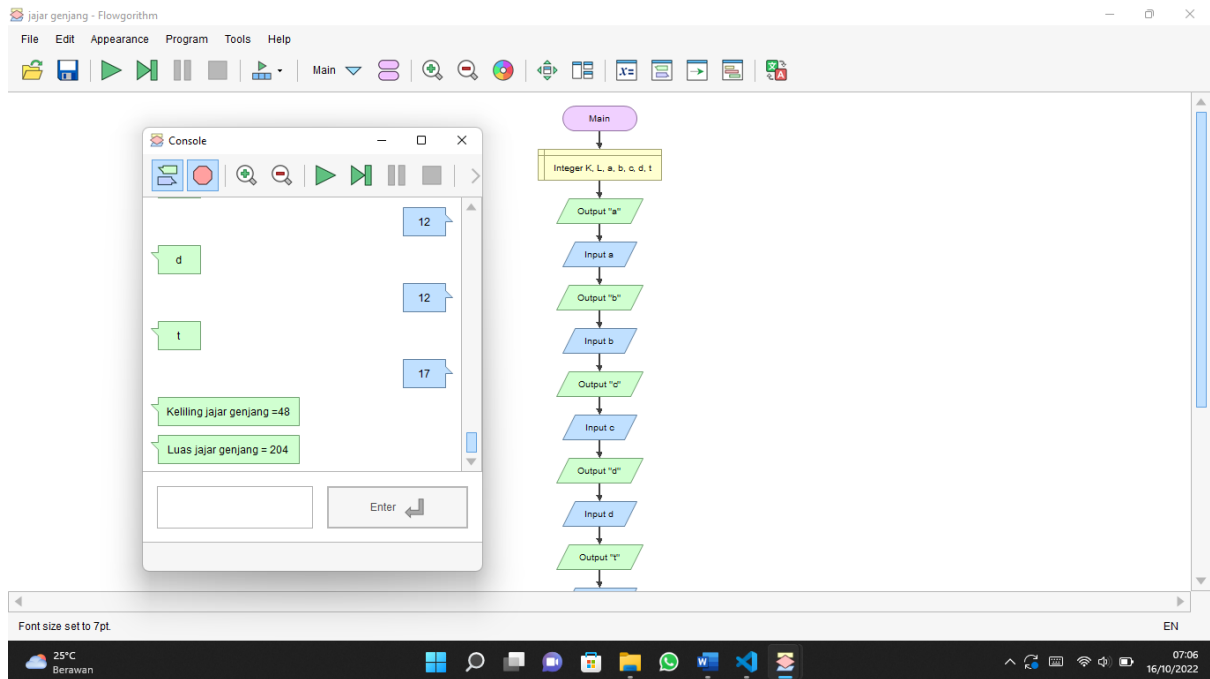 jajar genjang - Flowgorithm
File Edit Appearance Program Tools Help
Main
Console
12
d
12
t
17
Keliling jajar genjang =48
Luas jajar genjang = 204
Enter
Main
Integer K, L, a, b, c, d, t
Output "a"
Input a
Output "b"
Input b
Output "c"
Input c
Output "d"
Input d
Output "t"
Font size set to 7pt.
EN
25°C
Berawan
07:06
16/10/2022